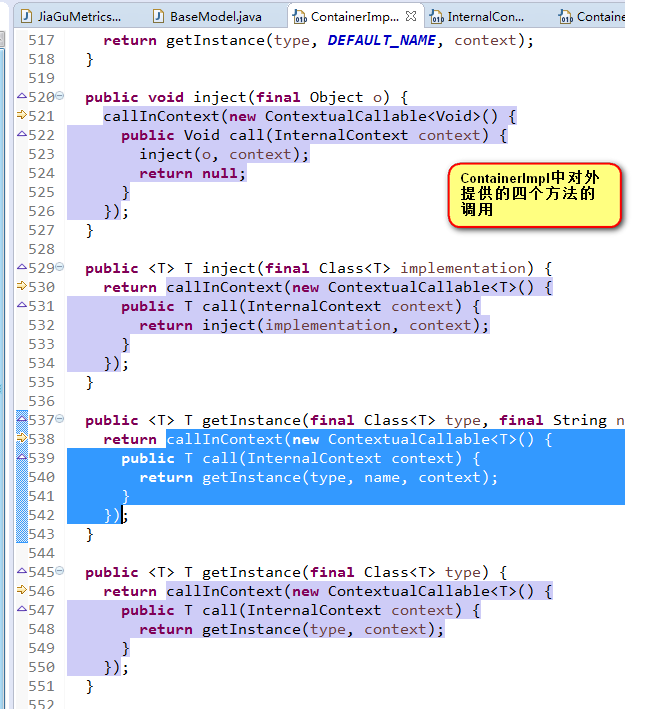 JiaGuMetrics...
BaseModel.java
ContainerImp...
InternalCon...
Containe
517 return getInstance(type, DEFAULT_NAME, context);
518 }
519
520 public void inject(final Object o) {
521 callInContext(new ContextualCallable<Void>() {
522 public Void call(InternalContext context) {
523 inject(o, context);
524 return null;
525 }
526 });
527 }
528
529 public <T> T inject(final Class<T> implementation) {
530 return callInContext(new ContextualCallable<T>() {
531 public T call(InternalContext context) {
532 return inject(implementation, context);
533 }
534 });
535 }
536
537 public <T> T getInstance(final Class<T> type, final String n
538 return callInContext(new ContextualCallable<T>() {
539 public T call(InternalContext context) {
540 return getInstance(type, name, context);
541 }
542 });
543 }
544
545 public <T> T getInstance(final Class<T> type) {
546 return callInContext(new ContextualCallable<T>() {
547 public T call(InternalContext context) {
548 return getInstance(type, context);
549 }
550 });
551 }
552
ContainerImpl中对外
提供的四个方法的
调用